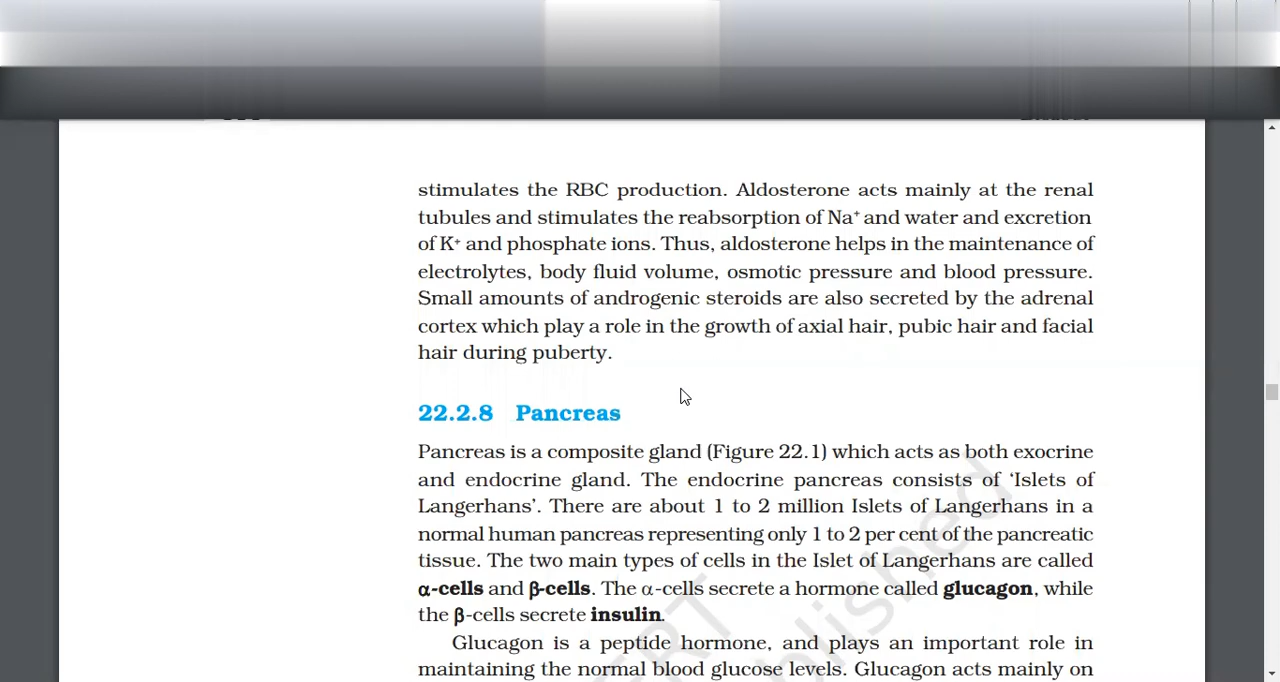 stimulates the RBC production. Aldosterone acts mainly at the renal
tubules and stimulates the reabsorption of Na⁺ and water and excretion
of K⁺ and phosphate ions. Thus, aldosterone helps in the maintenance of
electrolytes, body fluid volume, osmotic pressure and blood pressure.
Small amounts of androgenic steroids are also secreted by the adrenal
cortex which play a role in the growth of axial hair, pubic hair and facial
hair during puberty.
22.2.8 Pancreas
Pancreas is a composite gland (Figure 22.1) which acts as both exocrine
and endocrine gland. The endocrine pancreas consists of ‘Islets of
Langerhans’. There are about 1 to 2 million Islets of Langerhans in a
normal human pancreas representing only 1 to 2 per cent of the pancreatic
tissue. The two main types of cells in the Islet of Langerhans are called
α-cells and β-cells. The α-cells secrete a hormone called glucagon, while
the β-cells secrete insulin.
Glucagon is a peptide hormone, and plays an important role in
maintaining the normal blood glucose levels. Glucagon acts mainly on